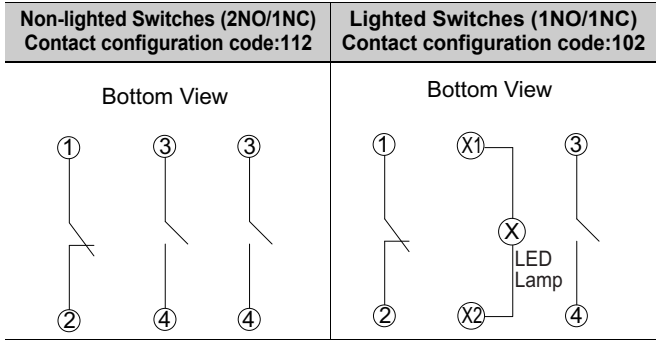 Non-lighted Switches (2NO/1NC)
Contact configuration code:112
Lighted Switches (1NO/1NC)
Contact configuration code:102
Bottom View
1 3 3
2 4 4
Bottom View
1 X1 3
X
LED
Lamp
2 X2 4